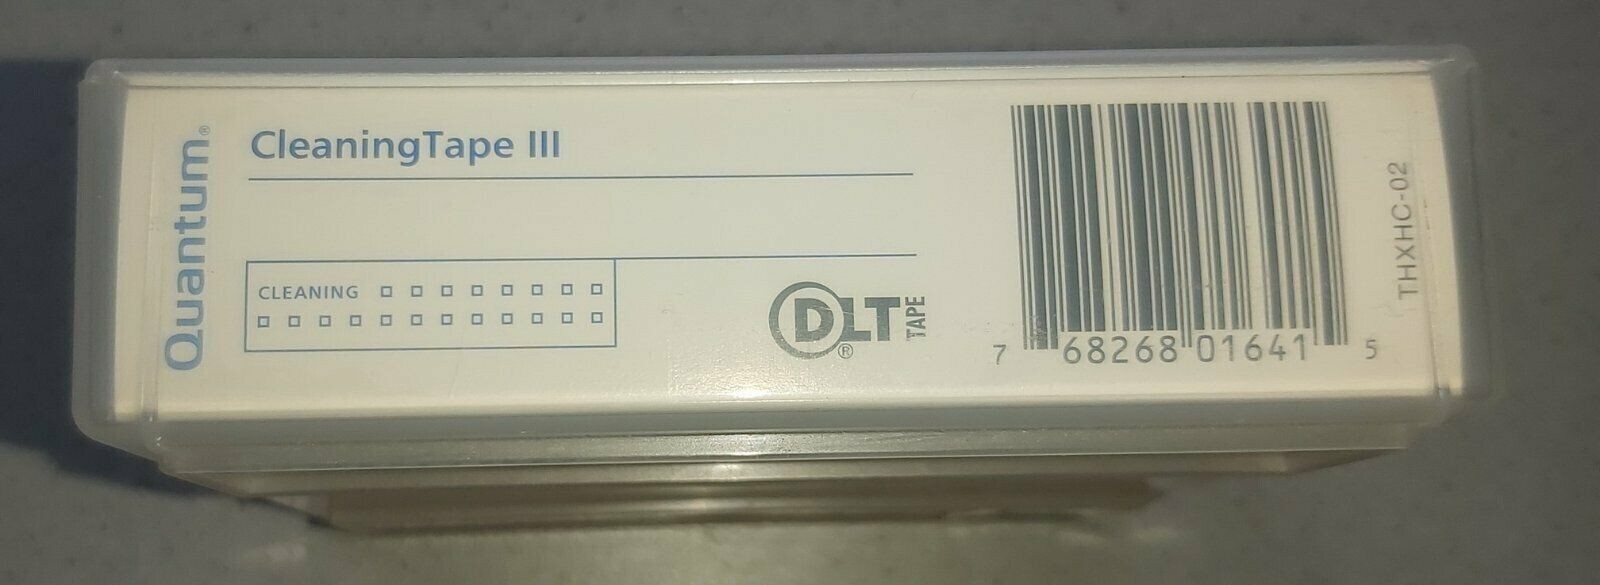 Quantum®
CleaningTape III
CLEANING
DLT ®
TAPE
7 68268 01641 5
THXHC-02